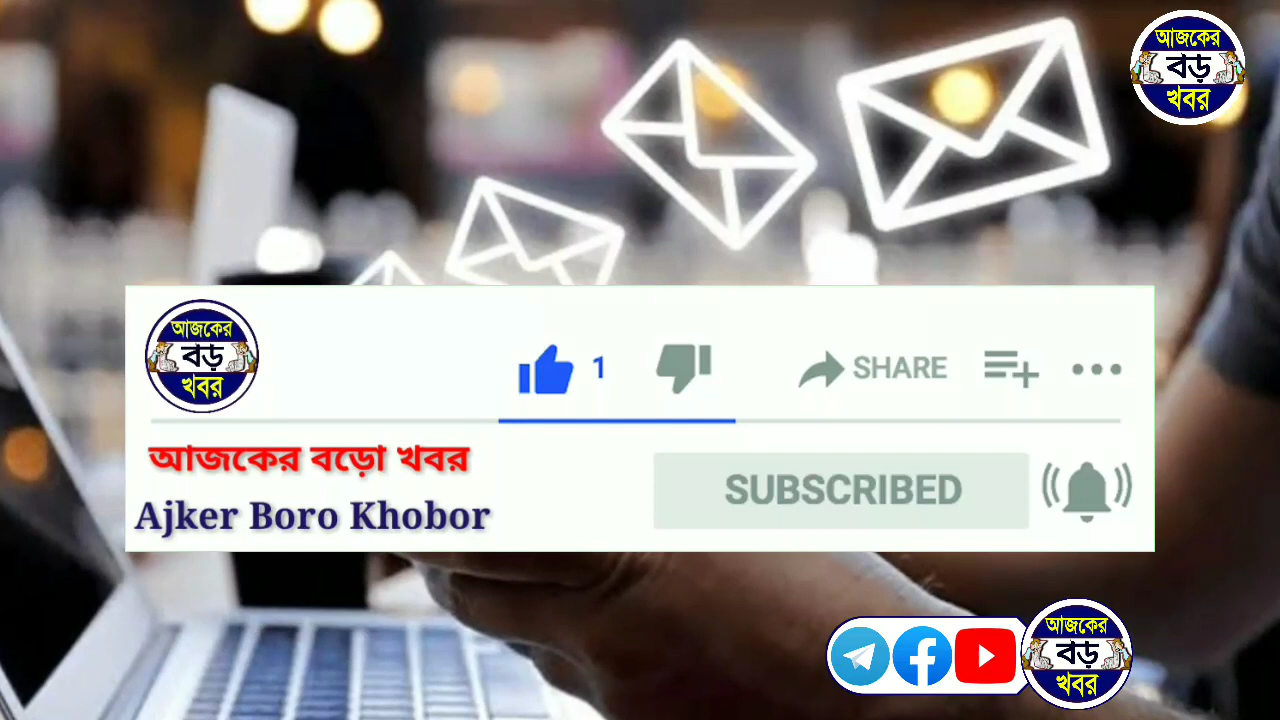 আজকের
বড়
খবর
আজকের
বড়
খবর
1
SHARE
আজকের বড়ো খবর
SUBSCRIBED
Ajker Boro Khobor
আজকের
বড়
খবর